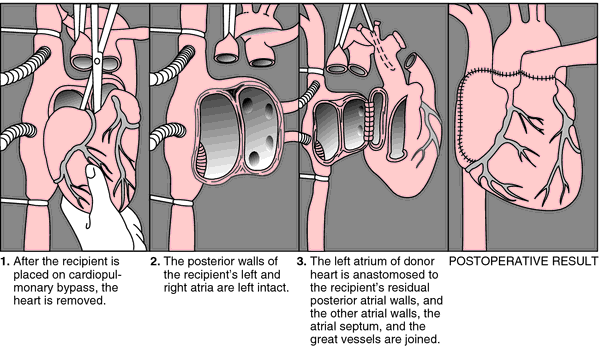 1. After the recipient is
placed on cardiopul-
monary bypass, the
heart is removed.
2. The posterior walls of
the recipient's left and
right atria are left intact.
3. The left atrium of donor
heart is anastomosed to
the recipient's residual
posterior atrial walls, and
the other atrial walls, the
atrial septum, and the
great vessels are joined.
POSTOPERATIVE RESULT